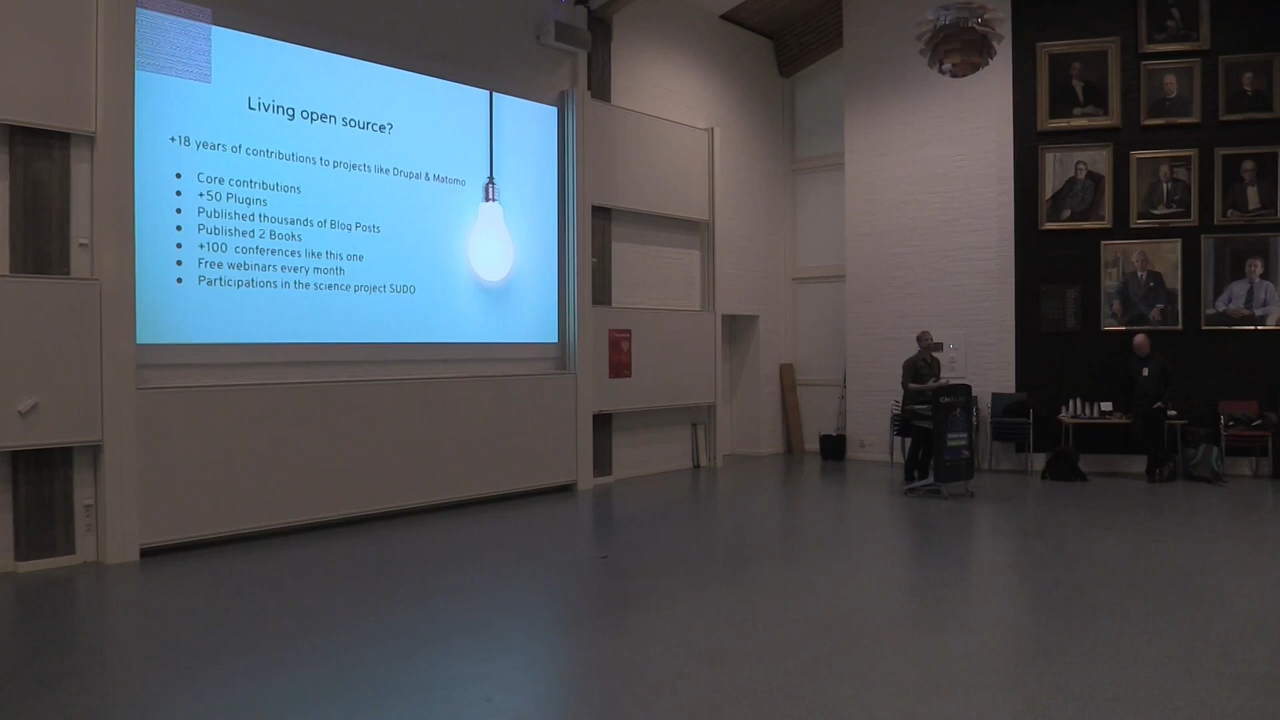 Living open source?
+18 years of contributions to projects like Drupal & Matomo
Core contributions
+50 Plugins
Published thousands of Blog Posts
Published 2 Books
+100 conferences like this one
Free webinars every month
Participations in the science project SUDO